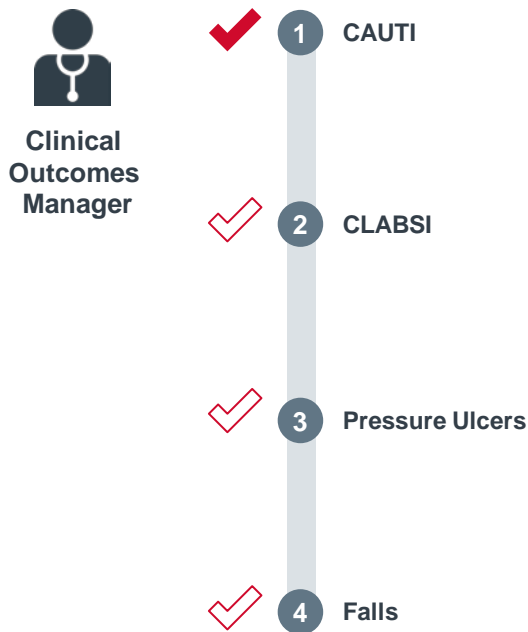 Clinical
Outcomes
Manager
1 CAUTI
2 CLABSI
3 Pressure Ulcers
4 Falls